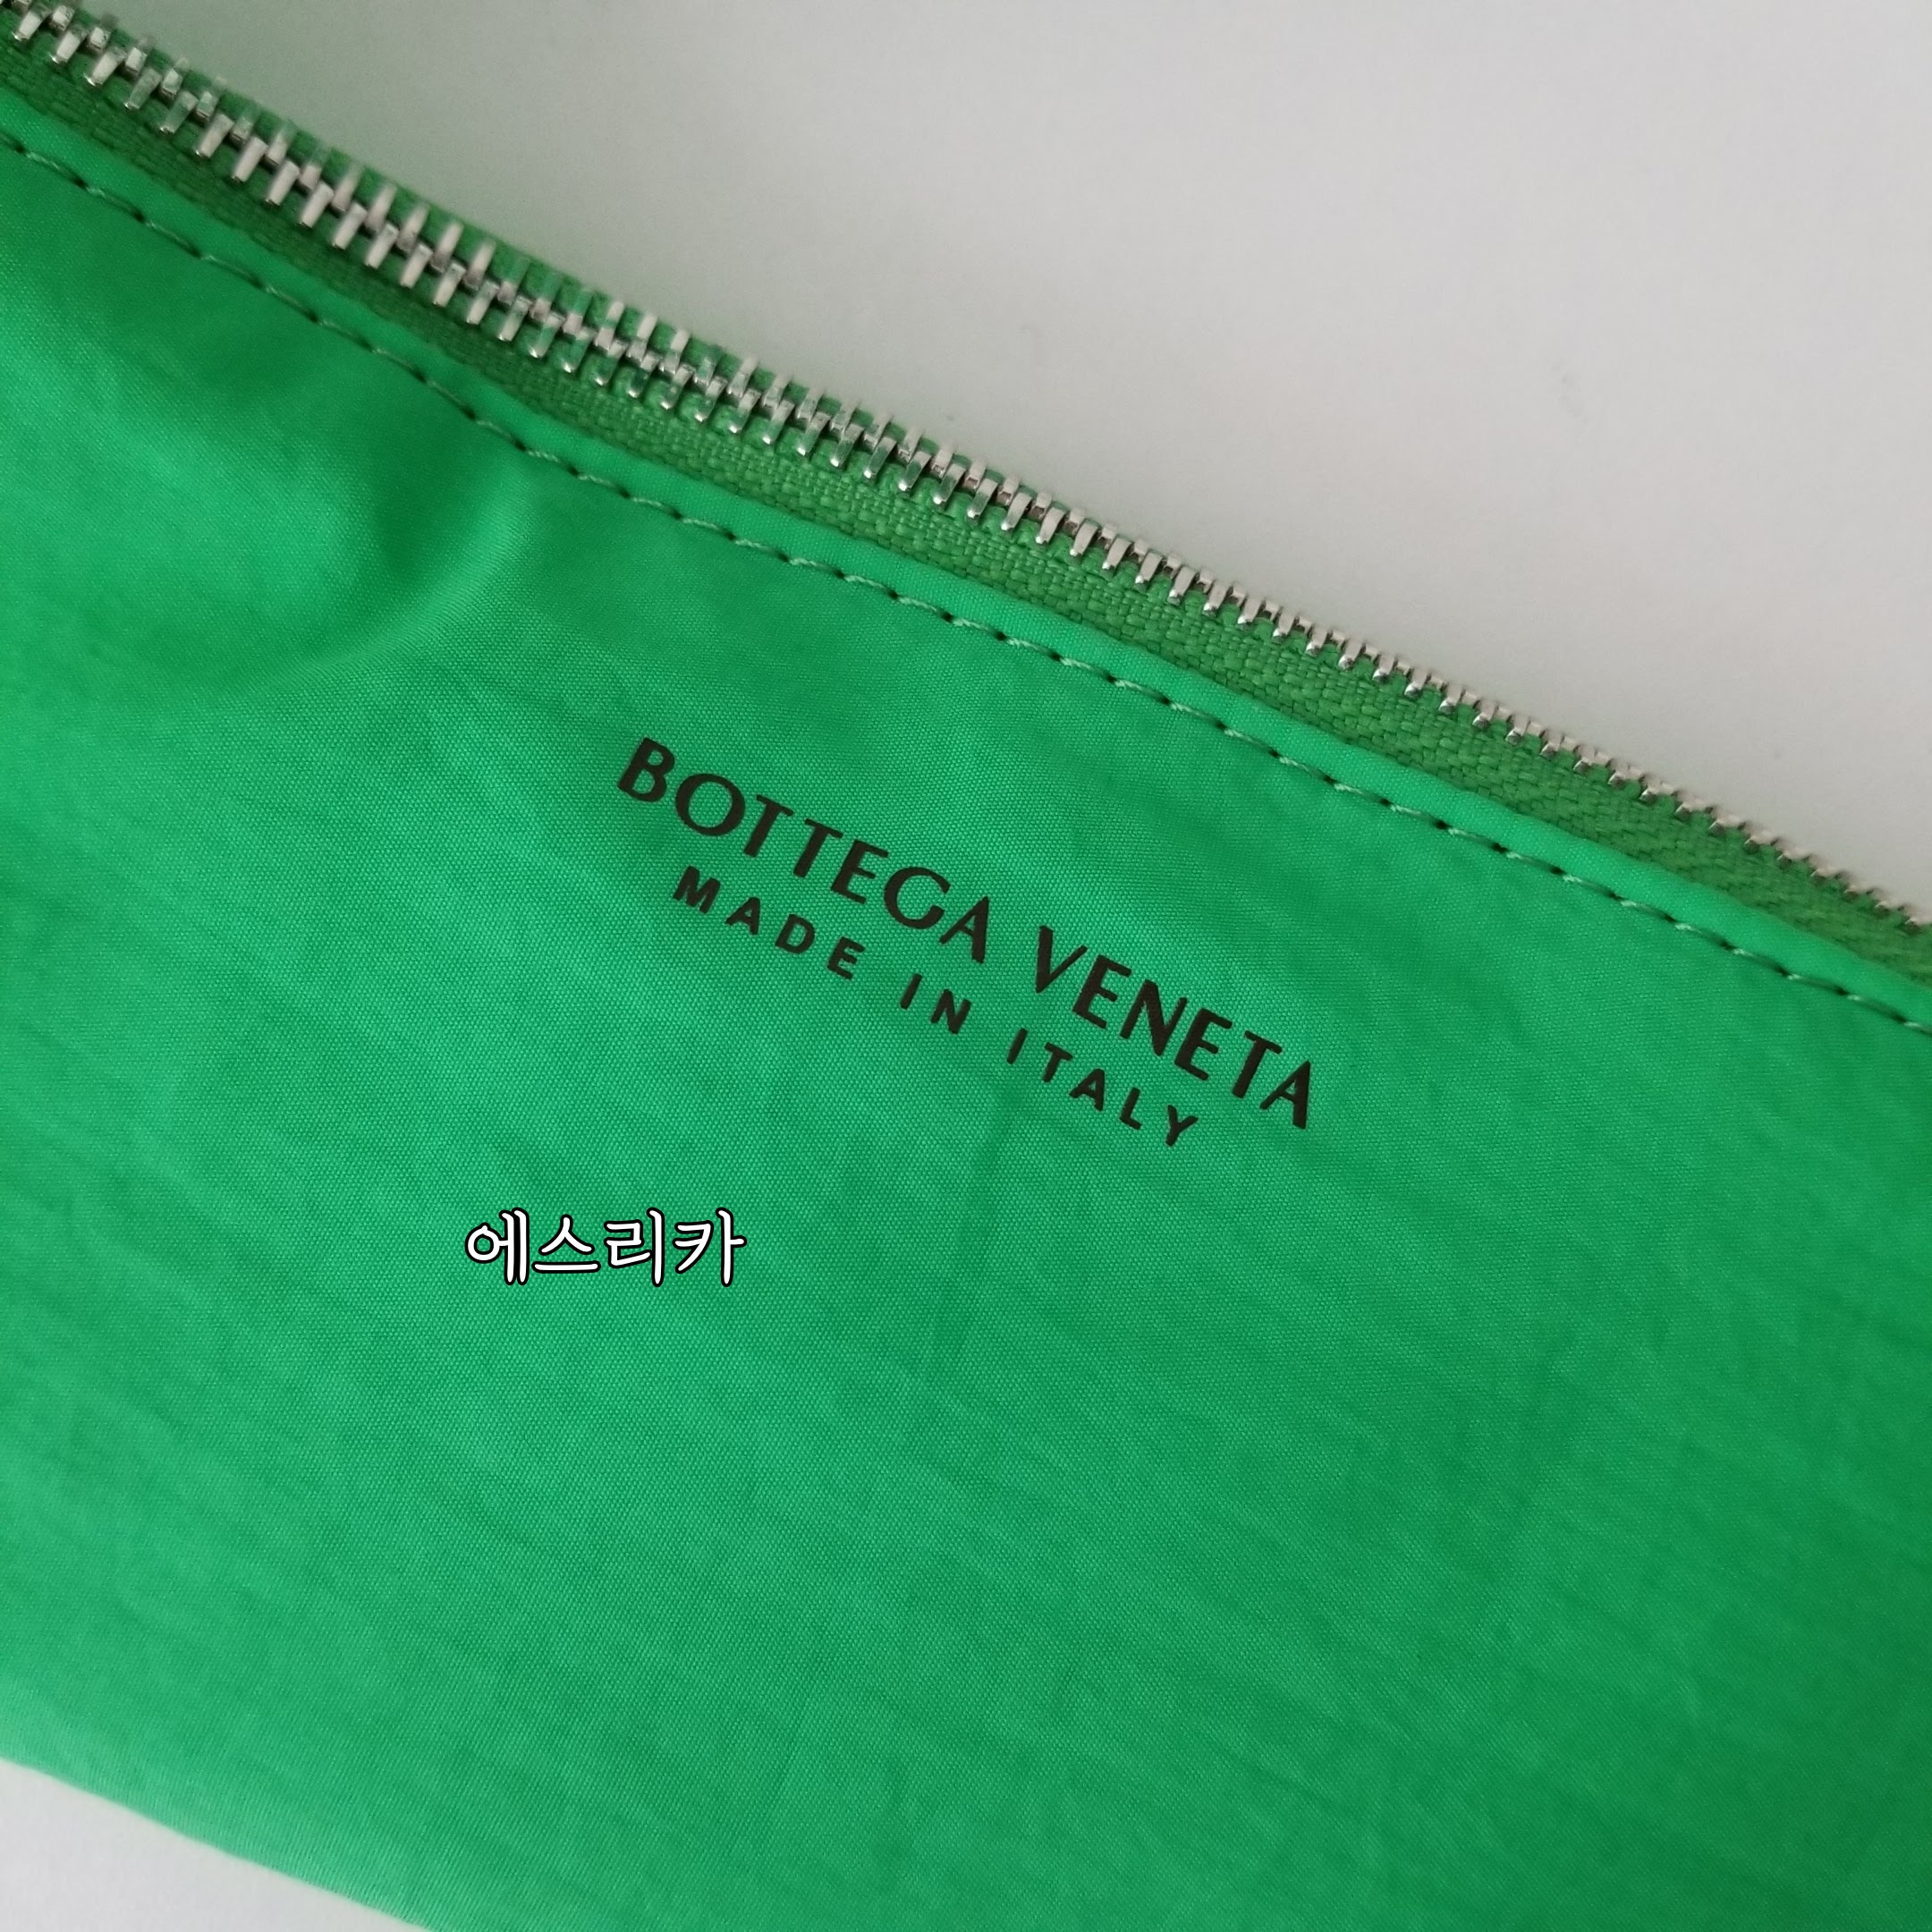 BOTTEGA VENETA
MADE IN ITALY
에스리카